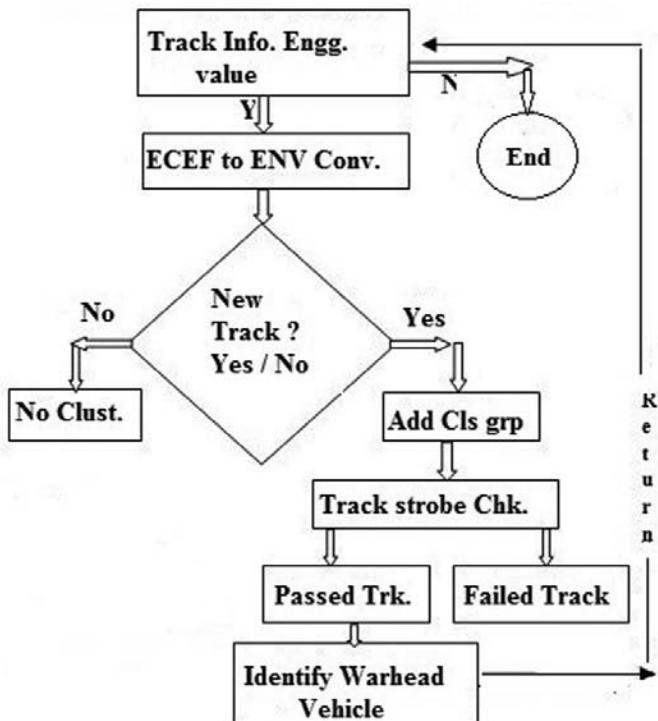 Track Info. Engg.
value
N
Y
End
ECEF to ENV Conv.
New
Track ?
Yes / No
No
Yes
No Clust.
Add Cls grp
Return
Track strobe Chk.
Passed Trk.
Failed Track
Identify Warhead
Vehicle